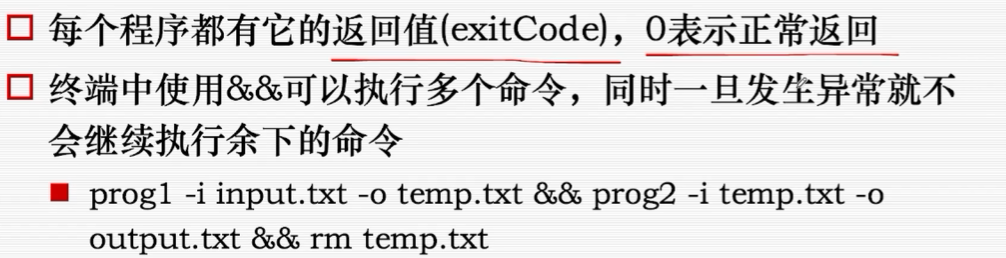 每个程序都有它的返回值(exitCode)，0表示正常返回
终端中使用&&可以执行多个命令，同时一旦发生异常就不
会继续执行余下的命令
prog1 -i input.txt -o temp.txt && prog2 -i temp.txt -o
output.txt && rm temp.txt